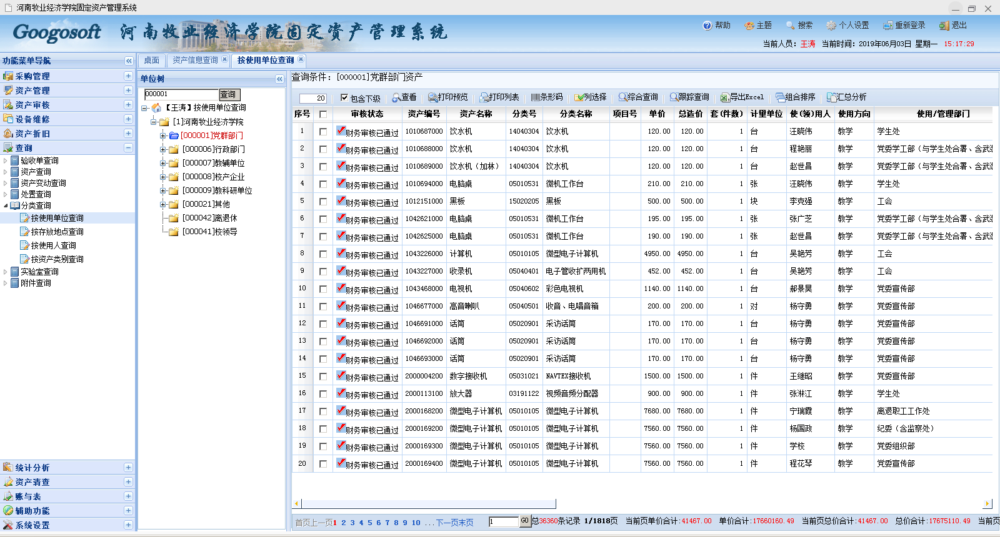 河南牧业经济学院固定资产管理系统
Googosoft 河南牧业经济学院固定资产管理系统
帮助 主题 搜索 个人设置 重新登录 退出
当前人员：王涛 当前时间：2019年06月03日 星期一 15:17:29
功能菜单导航
采购管理
资产管理
资产审核
设备维修
资产折旧
查询
验收单查询
资产查询
资产变动查询
处置查询
分类查询
按使用单位查询
按存放地点查询
按使用人查询
按资产类别查询
实验室查询
附件查询
统计分析
资产清查
账与表
辅助功能
系统设置
桌面 资产信息查询 按使用单位查询
单位树
000001 查询
【王涛】按使用单位查询
[1]河南牧业经济学院
[000001]党群部门
[000006]行政部门
[000007]教辅单位
[000008]校产企业
[000009]教科研单位
[000021]其他
[000042]离退休
[000041]校领导
查询条件：[000001]党群部门资产
20 包含下级 查看 打印预览 打印列表 条形码 列选择 综合查询 跟踪查询 导出Excel 组合排序 汇总分析
序号 审核状态 资产编号 资产名称 分类号 分类名称 项目号 单价 总造价 套(件数) 计量单位 使(领)用人 使用方向 使用/管理部门
1 财务审核已通过 1010687000 饮水机 14040304 饮水机 120.00 120.00 1 台 汪晓伟 教学 学生处
2 财务审核已通过 1010688000 饮水机 14040304 饮水机 120.00 120.00 1 台 程艳丽 教学 党委学工部（与学生处合署、含武
3 财务审核已通过 1010689000 饮水机（加林） 14040304 饮水机 120.00 120.00 1 台 赵世昌 教学 党委学工部（与学生处合署、含武
4 财务审核已通过 1010694000 电脑桌 05010531 微机工作台 210.00 210.00 1 张 汪晓伟 教学 学生处
5 财务审核已通过 1012151000 黑板 15020205 黑板 500.00 500.00 1 块 李克强 教学 工会
6 财务审核已通过 1042621000 电脑桌 05010531 微机工作台 195.00 195.00 1 张 张广芝 教学 党委学工部（与学生处合署、含武
7 财务审核已通过 1042625000 电脑桌 05010531 微机工作台 190.00 190.00 1 张 赵世昌 教学 党委学工部（与学生处合署、含武
8 财务审核已通过 1043226000 计算机 05010105 微型电子计算机 4950.00 4950.00 1 台 吴艳芳 教学 工会
9 财务审核已通过 1043227000 收录机 05040401 电子管收扩两用机 452.00 452.00 1 台 吴艳芳 教学 工会
10 财务审核已通过 1043468000 电视机 05040602 彩色电视机 1140.00 1140.00 1 台 郝景昊 教学 党委宣传部
11 财务审核已通过 1046677000 高音喇叭 05040501 收音、电唱音箱 200.00 200.00 1 对 杨守勇 教学 党委宣传部
12 财务审核已通过 1046691000 话筒 05020901 采访话筒 170.00 170.00 1 台 杨守勇 教学 党委宣传部
13 财务审核已通过 1046692000 话筒 05020901 采访话筒 170.00 170.00 1 台 杨守勇 教学 党委宣传部
14 财务审核已通过 1046693000 话筒 05020901 采访话筒 170.00 170.00 1 台 杨守勇 教学 党委宣传部
15 财务审核已通过 2000004200 数字接收机 05031021 NAVTEX接收机 1500.00 1500.00 1 件 王继昭 教学 党委宣传部
16 财务审核已通过 2000113100 放大器 03191122 视频音频分配器 900.00 900.00 1 件 张淋江 教学 学生处
17 财务审核已通过 2000168200 微型电子计算机 05010105 微型电子计算机 7680.00 7680.00 1 件 宁瑞霞 教学 离退职工工作处
18 财务审核已通过 2000169200 微型电子计算机 05010105 微型电子计算机 7560.00 7560.00 1 件 杨国政 教学 纪委（含监察处）
19 财务审核已通过 2000169300 微型电子计算机 05010105 微型电子计算机 7560.00 7560.00 1 件 学校 教学 党委组织部
20 财务审核已通过 2000169400 微型电子计算机 05010105 微型电子计算机 7560.00 7560.00 1 件 程花琴 教学 党委宣传部
首页上一页1 2 3 4 5 6 7 8 9 10 ...下一页末页 1 GO 总36360条记录 1/1818页 当前页单价合计:41467.00 单价合计:17660160.49 当前页总价合计:41467.00 总价合计:17675110.49 当前页